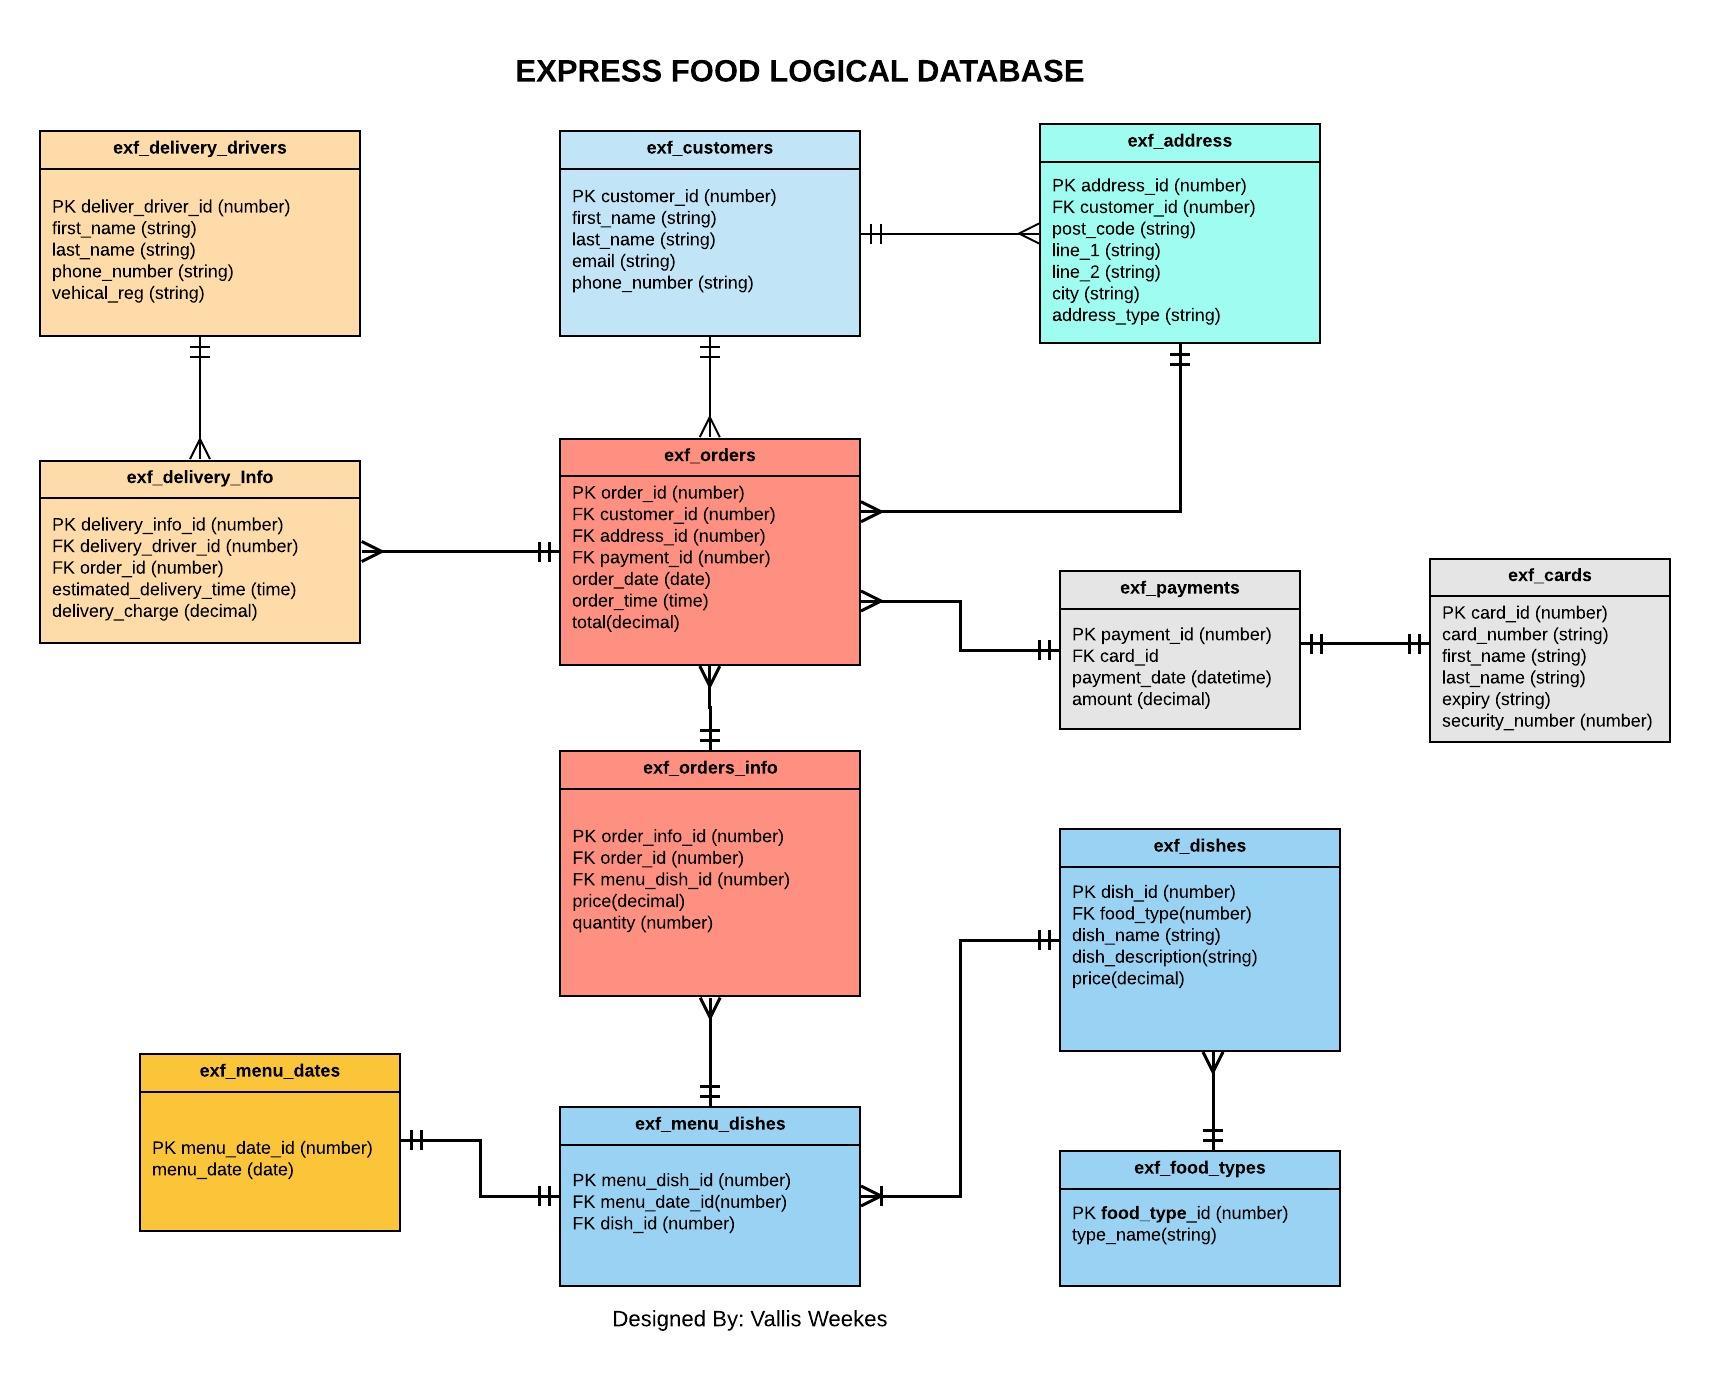 EXPRESS FOOD LOGICAL DATABASE
exf_delivery_drivers
PK deliver_driver_id (number)
first_name (string)
last_name (string)
phone_number (string)
vehical_reg (string)
exf_customers
PK customer_id (number)
first_name (string)
last_name (string)
email (string)
phone_number (string)
exf_address
PK address_id (number)
FK customer_id (number)
post_code (string)
line_1 (string)
line_2 (string)
city (string)
address_type (string)
exf_delivery_Info
PK delivery_info_id (number)
FK delivery_driver_id (number)
FK order_id (number)
estimated_delivery_time (time)
delivery_charge (decimal)
exf_orders
PK order_id (number)
FK customer_id (number)
FK address_id (number)
FK payment_id (number)
order_date (date)
order_time (time)
total(decimal)
exf_payments
PK payment_id (number)
FK card_id
payment_date (datetime)
amount (decimal)
exf_cards
PK card_id (number)
card_number (string)
first_name (string)
last_name (string)
expiry (string)
security_number (number)
exf_orders_info
PK order_info_id (number)
FK order_id (number)
FK menu_dish_id (number)
price(decimal)
quantity (number)
exf_dishes
PK dish_id (number)
FK food_type(number)
dish_name (string)
dish_description(string)
price(decimal)
exf_menu_dates
PK menu_date_id (number)
menu_date (date)
exf_menu_dishes
PK menu_dish_id (number)
FK menu_date_id(number)
FK dish_id (number)
exf_food_types
PK food_type_id (number)
type_name(string)
Designed By: Vallis Weekes